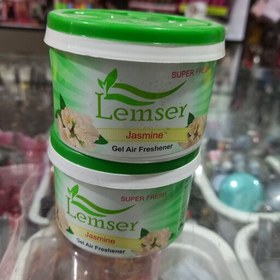 SUPER FRESH
Lemser
Jasmine
Gel Air Freshener
SUPER FRESH
Lemser
Jasmine
Gel Air Freshener